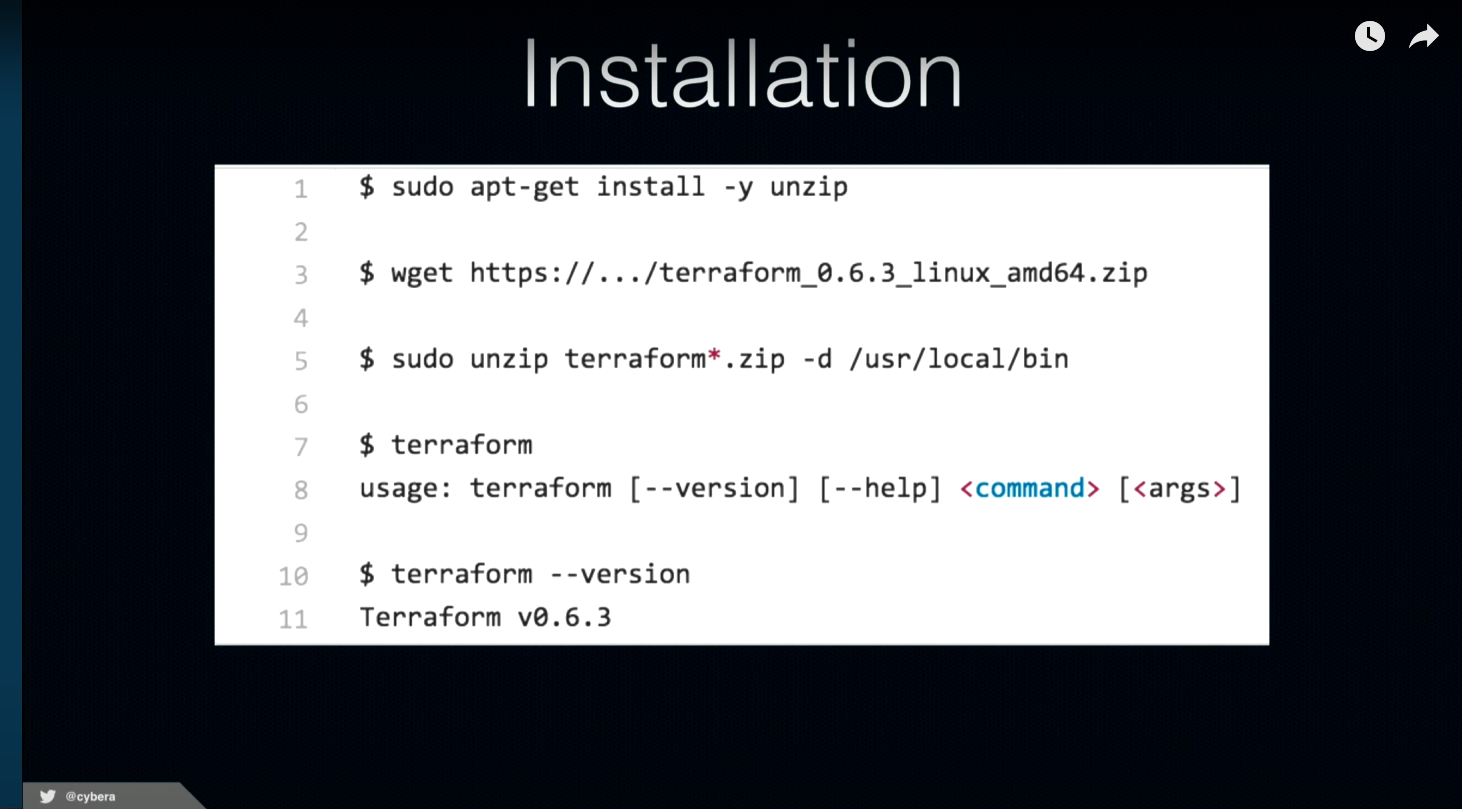 Installation
1 $ sudo apt-get install -y unzip
2
3 $ wget https://.../terraform_0.6.3_linux_amd64.zip
4
5 $ sudo unzip terraform*.zip -d /usr/local/bin
6
7 $ terraform
8 usage: terraform [--version] [--help] <command> [<args>]
9
10 $ terraform --version
11 Terraform v0.6.3
@cybera